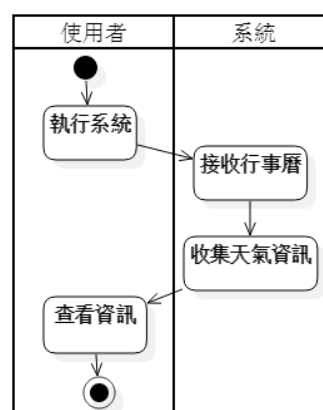 使用者
系統
執行系統
接收行事曆
收集天氣資訊
查看資訊